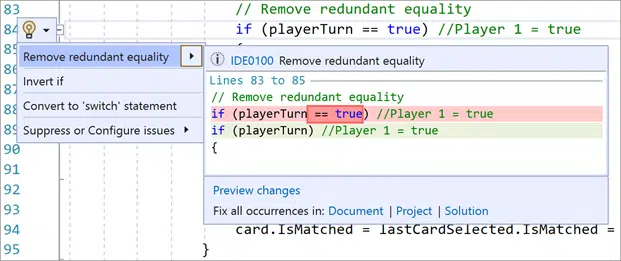 83
// Remove redundant equality
84
if (playerTurn == true) //Player 1 = true
85
{
Remove redundant equality
Invert if
Convert to 'switch' statement
Suppress or Configure issues
IDE0100 Remove redundant equality
Lines 83 to 85
// Remove redundant equality
if (playerTurn == true) //Player 1 = true
if (playerTurn) //Player 1 = true
{
Preview changes
Fix all occurrences in: Document | Project | Solution
86
87
88
89
90
91
92
93
94
card.IsMatched = lastCardSelected.IsMatched =
95
}